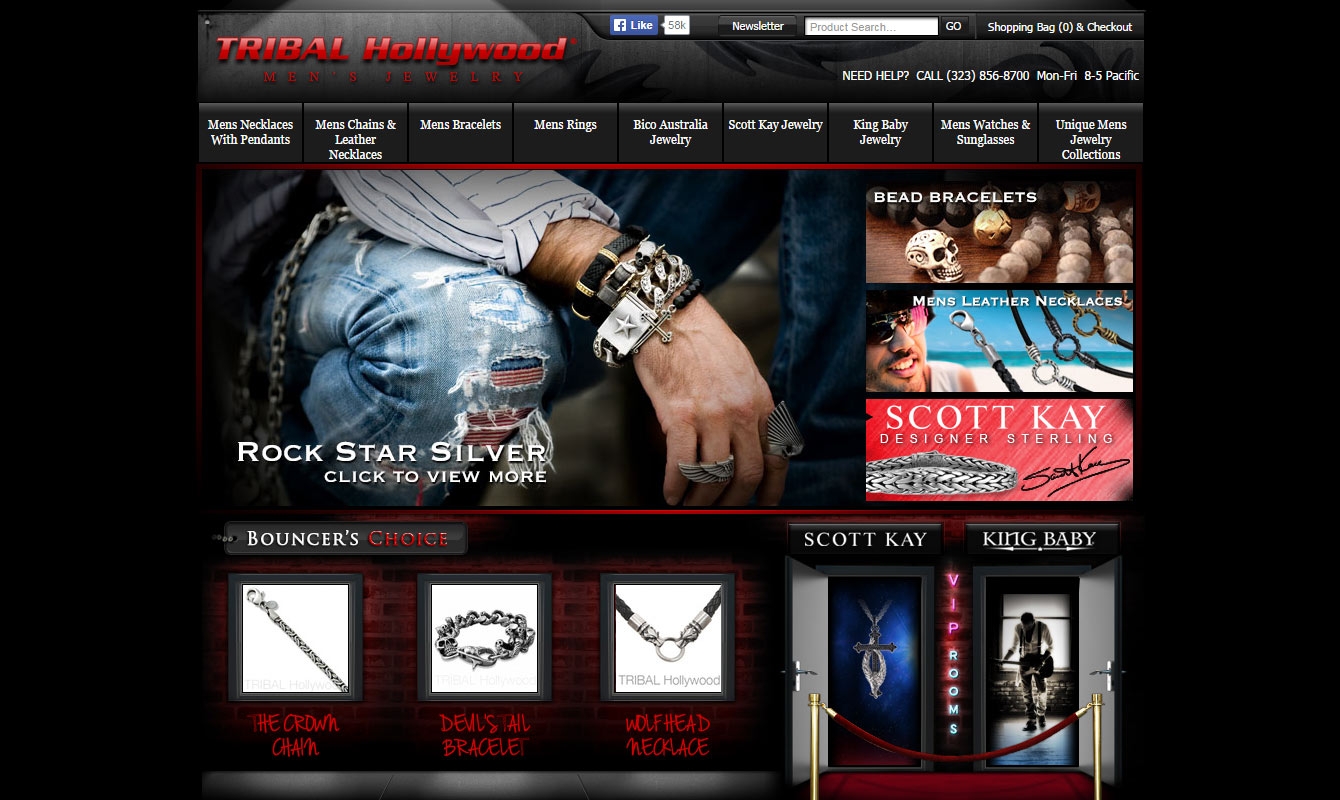 Like
58k
Newsletter
Product Search...
GO
Shopping Bag (0) & Checkout
TRIBAL Hollywood
MEN'S JEWELRY
NEED HELP? CALL (323) 856-8700 Mon-Fri 8-5 Pacific
Mens Necklaces
With Pendants
Mens Chains &
Leather
Necklaces
Mens Bracelets
Mens Rings
Bico Australia
Jewelry
Scott Kay Jewelry
King Baby
Jewelry
Mens Watches &
Sunglasses
Unique Mens
Jewelry
Collections
ROCK STAR SILVER
CLICK TO VIEW MORE
BEAD BRACELETS
MENS LEATHER NECKLACES
SCOTT KAY
DESIGNER STERLING
Scott Kay
BOUNCER'S CHOICE
SCOTT KAY
KING BABY
TRIBAL Hollywood
TRIBAL Hollywood
TRIBAL Hollywood
THE CROWN
CHAIN
DEVIL'S TAIL
BRACELET
WOLFHEAD
NECKLACE
VIP
ROOMS